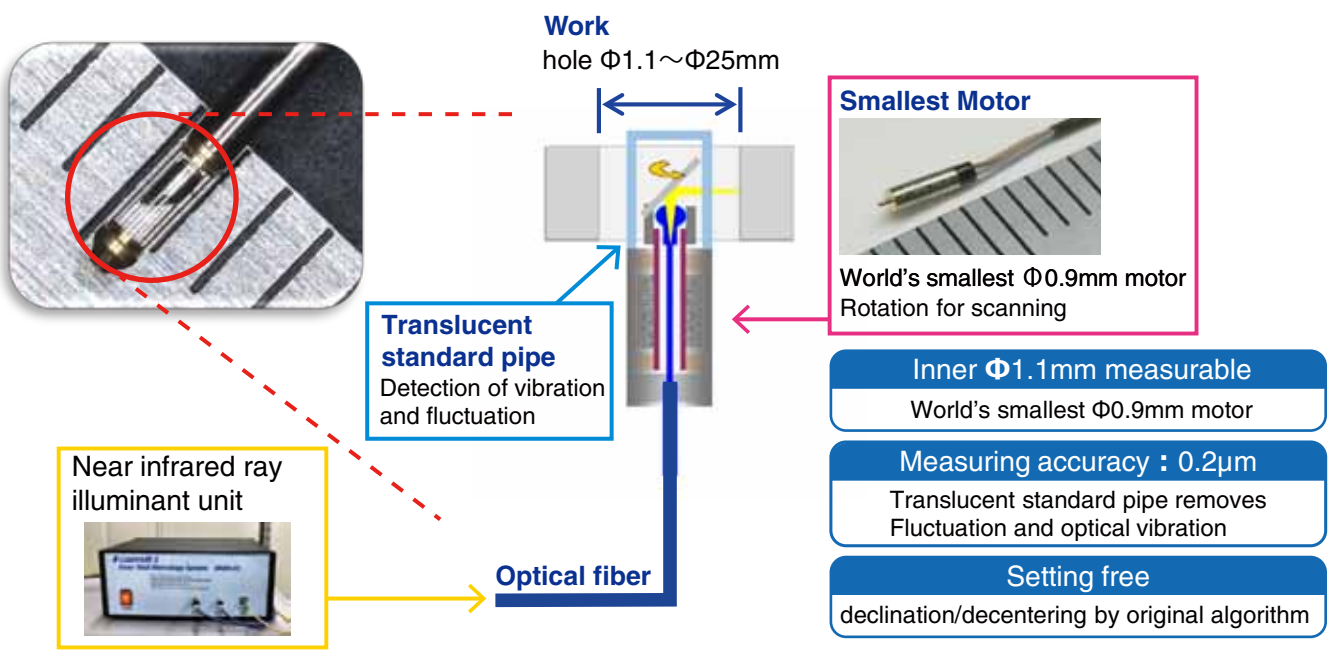 Work
hole Φ1.1～Φ25mm
Smallest Motor
World's smallest Φ0.9mm motor
Rotation for scanning
Translucent
standard pipe
Detection of vibration
and fluctuation
Near infrared ray
illuminant unit
Optical fiber
Inner Φ1.1mm measurable
World's smallest Φ0.9mm motor
Measuring accuracy：0.2μm
Translucent standard pipe removes
Fluctuation and optical vibration
Setting free
declination/decentering by original algorithm